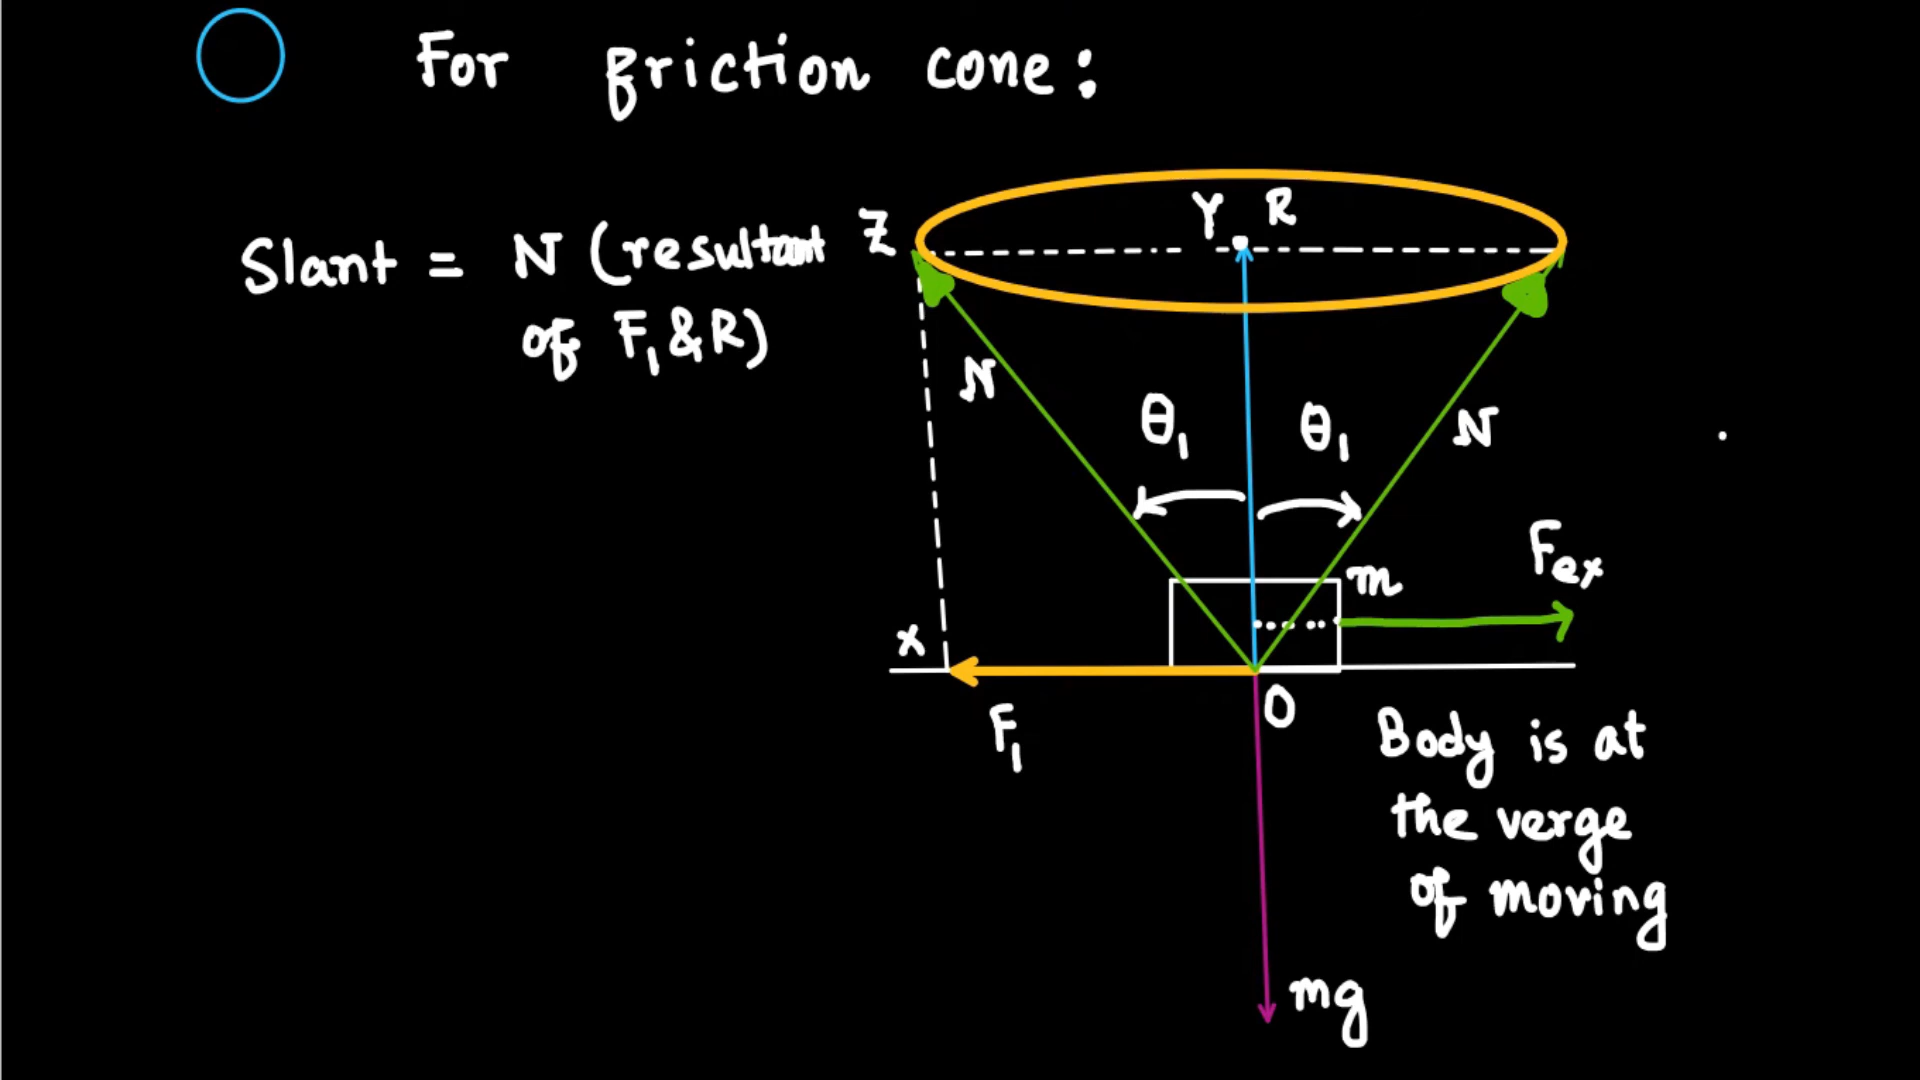 For friction cone:
Slant = N (resultant
of F₁ & R)
Z
Y R
N
θ₁
θ₁
N
m
Fex
x
F₁
O
Body is at
the verge
of moving
mg